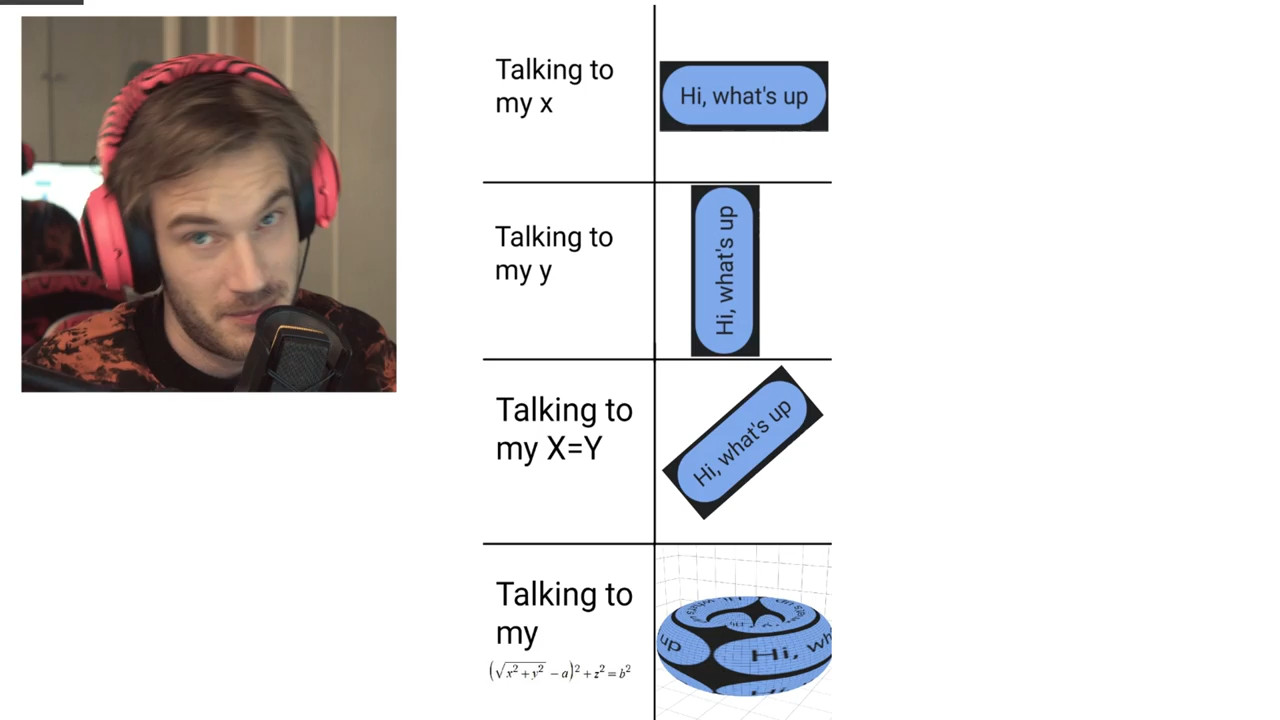 Talking to
my x
Hi, what's up
Talking to
my y
Hi, what's up
Talking to
my X=Y
Hi, what's up
Talking to
my
(√x² + y² − a)² + z² = b²
up
Hi, wh